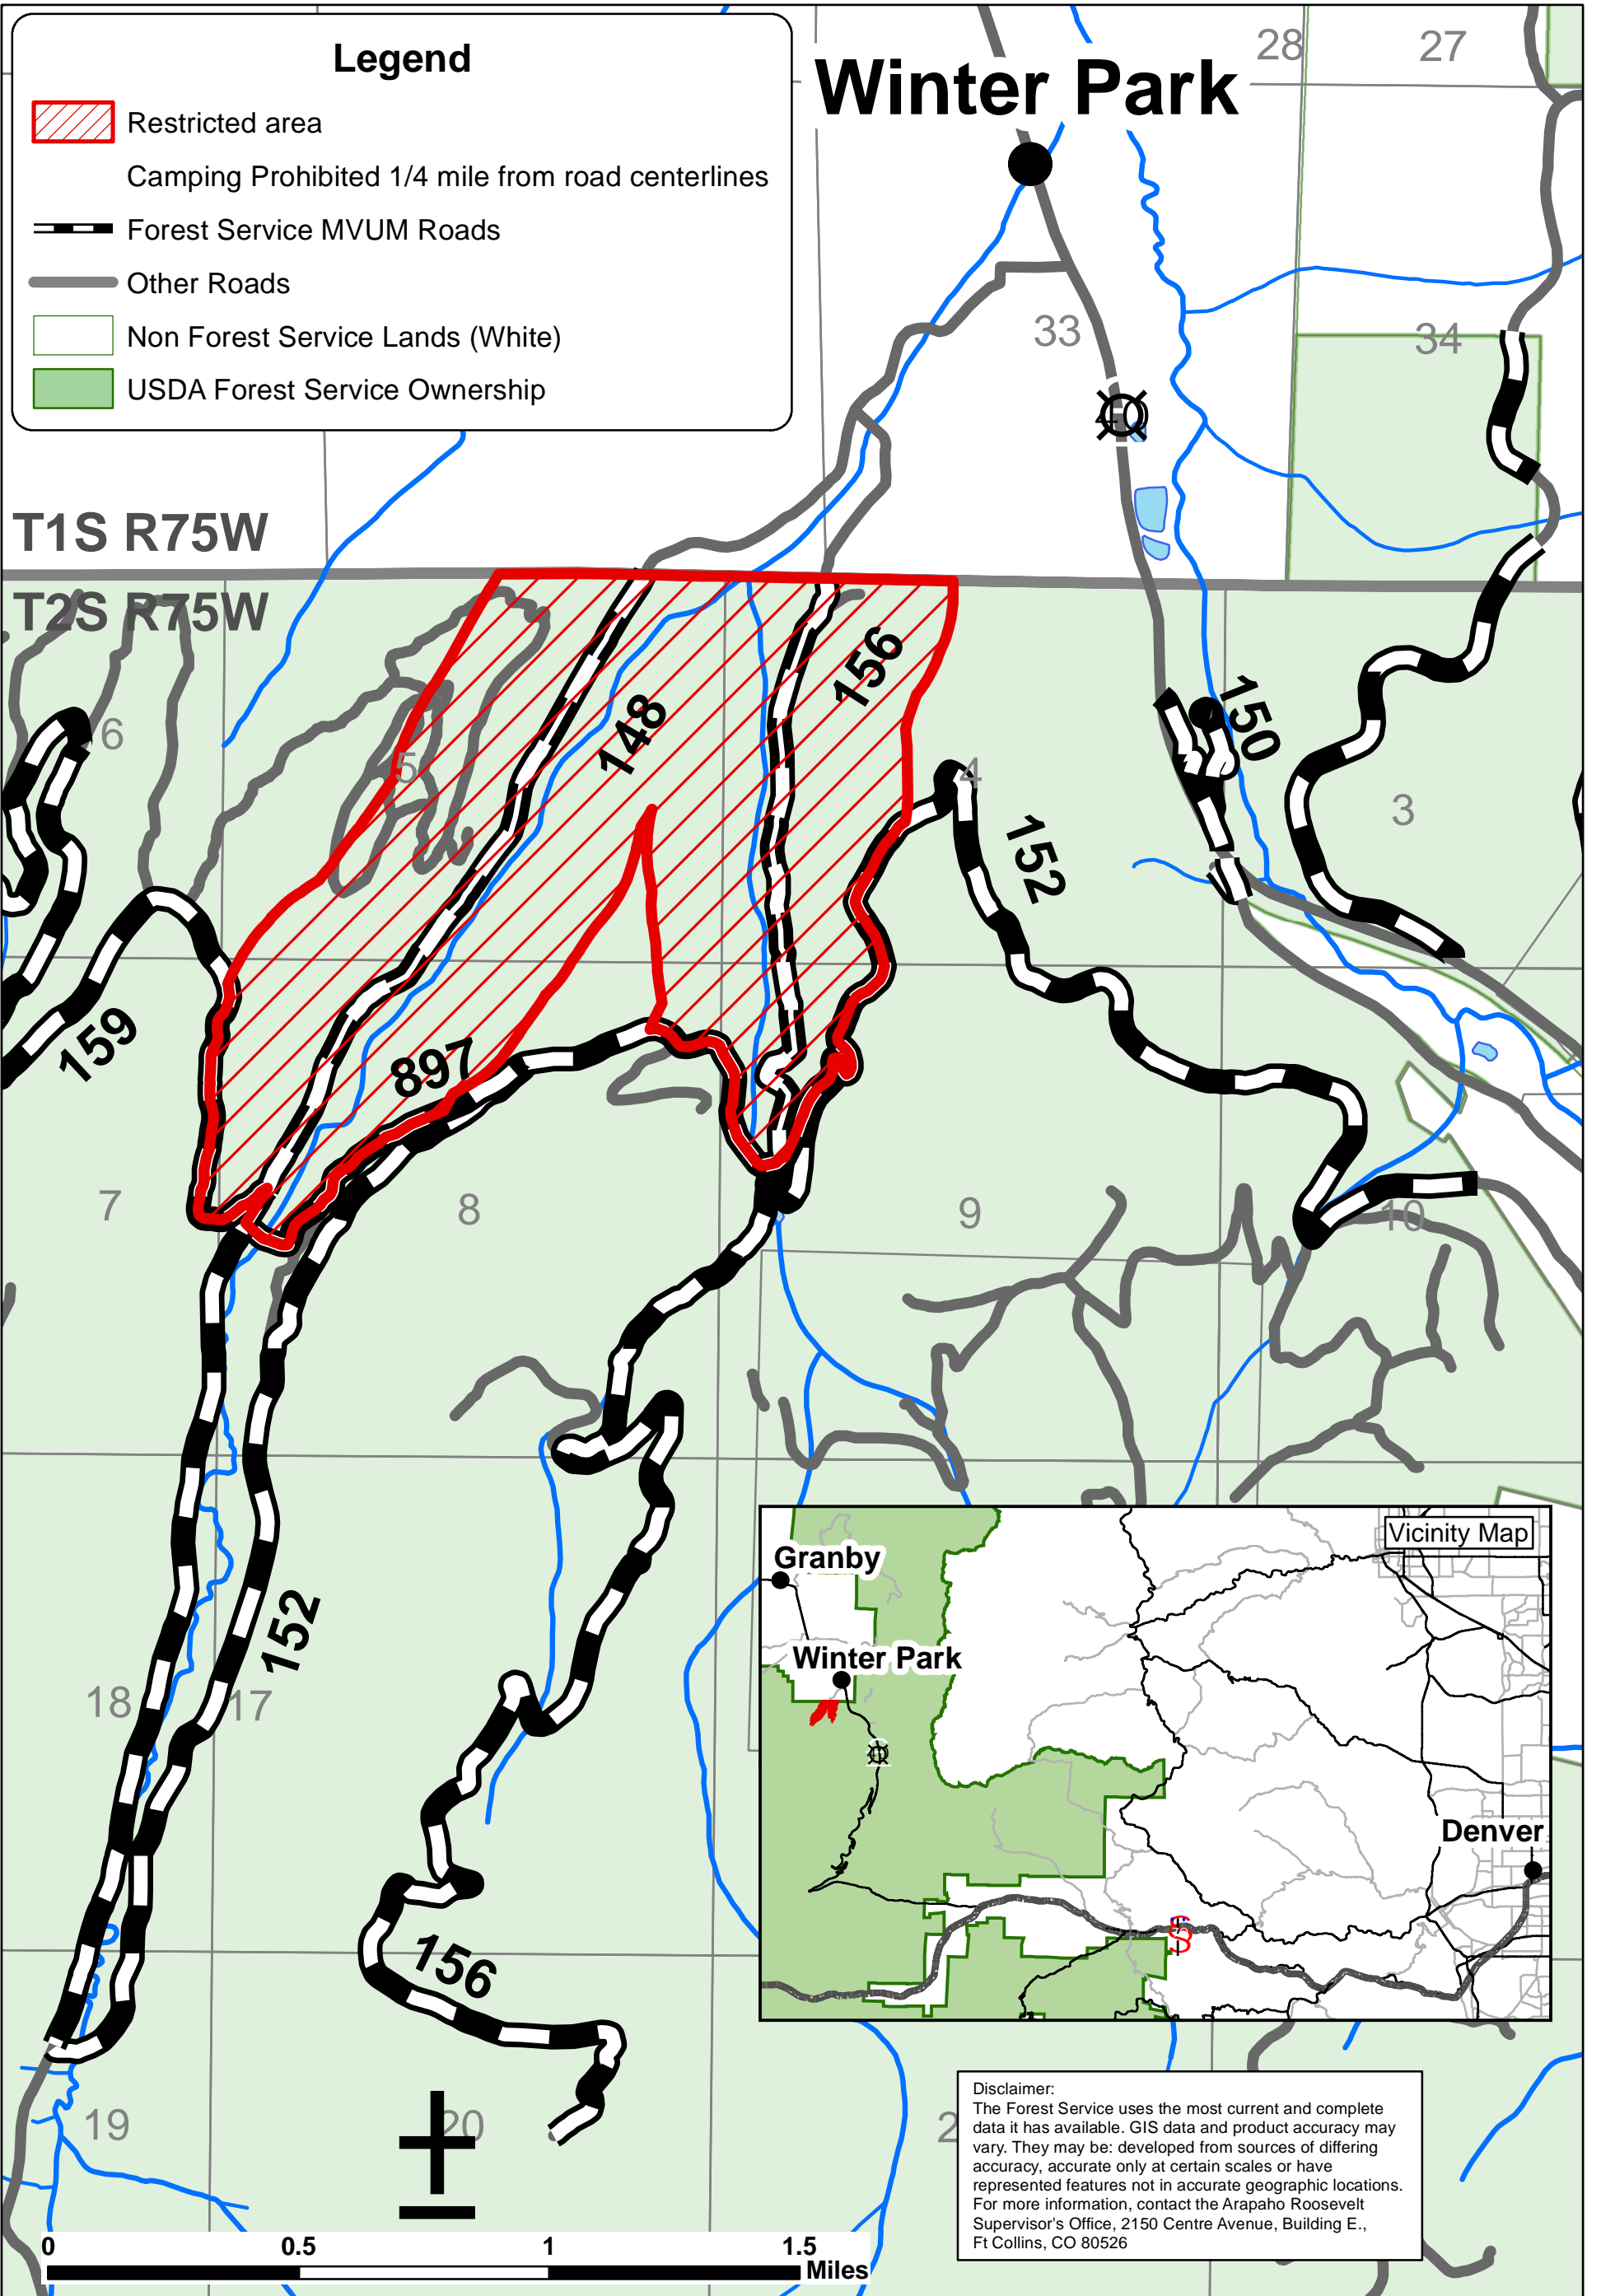 Legend
Restricted area
Camping Prohibited 1/4 mile from road centerlines
Forest Service MVUM Roads
Other Roads
Non Forest Service Lands (White)
USDA Forest Service Ownership
Winter Park
28
27
33
34
40
T1S R75W
T2S R75W
6
5
4
3
148
156
150
152
159
897
7
8
9
10
152
18
17
156
19
20
Vicinity Map
Granby
Winter Park
Denver
Disclaimer:
The Forest Service uses the most current and complete
data it has available. GIS data and product accuracy may
vary. They may be: developed from sources of differing
accuracy, accurate only at certain scales or have
represented features not in accurate geographic locations.
For more information, contact the Arapaho Roosevelt
Supervisor's Office, 2150 Centre Avenue, Building E.,
Ft Collins, CO 80526
0
0.5
1
1.5
Miles